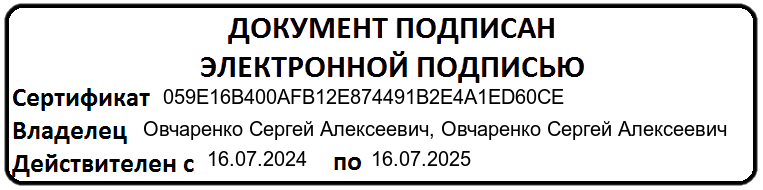 ДОКУМЕНТ ПОДПИСАН
ЭЛЕКТРОННОЙ ПОДПИСЬЮ
Сертификат 059E16B400AFB12E874491B2E4A1ED60CE
Владелец Овчаренко Сергей Алексеевич, Овчаренко Сергей Алексеевич
Действителен с 16.07.2024 по 16.07.2025